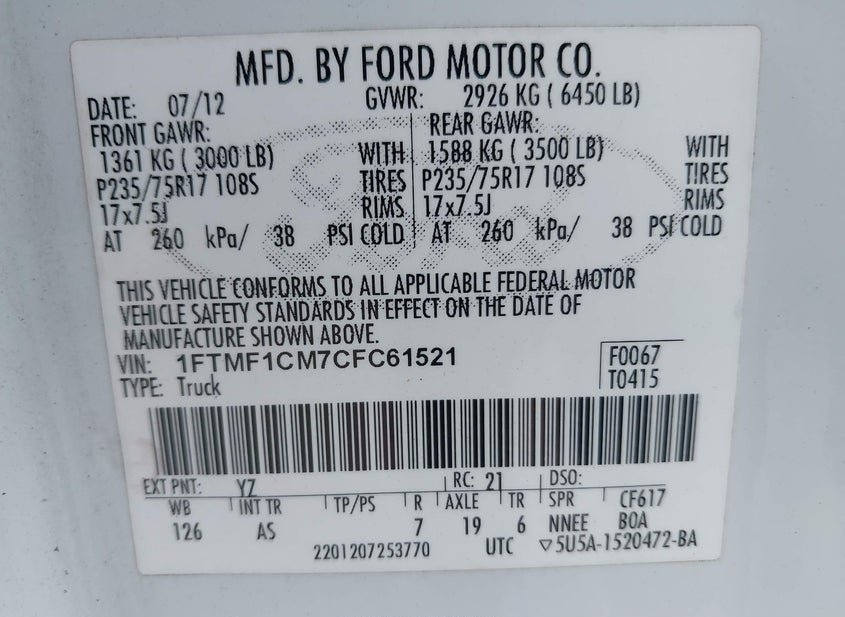 MFD. BY FORD MOTOR CO.
DATE: 07/12 GVWR: 2926 KG ( 6450 LB)
FRONT GAWR: REAR GAWR:
1361 KG ( 3000 LB) WITH 1588 KG ( 3500 LB) WITH
P235/75R17 108S TIRES P235/75R17 108S TIRES
17x7.5J RIMS 17x7.5J RIMS
AT 260 kPa/ 38 PSI COLD AT 260 kPa/ 38 PSI COLD
THIS VEHICLE CONFORMS TO ALL APPLICABLE FEDERAL MOTOR
VEHICLE SAFETY STANDARDS IN EFFECT ON THE DATE OF
MANUFACTURE SHOWN ABOVE.
VIN: 1FTMF1CM7CFC61521 F0067
TYPE: Truck T0415
EXT PNT: YZ RC: 21 DSO:
WB INT TR TP/PS R AXLE TR SPR CF617
126 AS 7 19 6 NNEE BOA
2201207253770 UTC ▽5U5A-1520472-BA